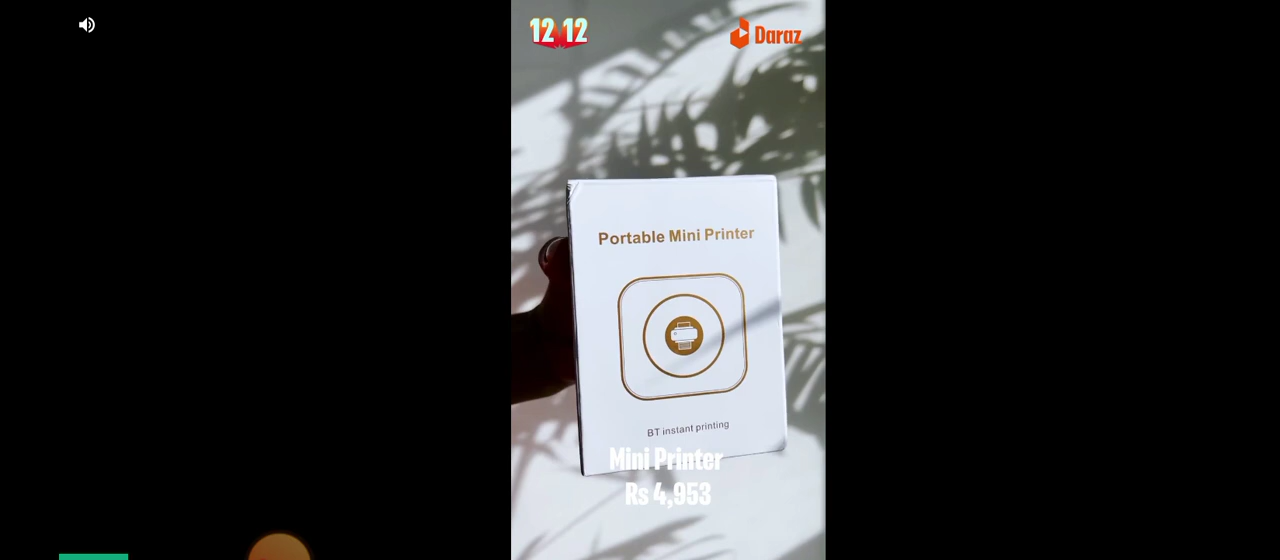 12 12
Daraz
Portable Mini Printer
BT instant printing
Mini Printer
Rs 4,953